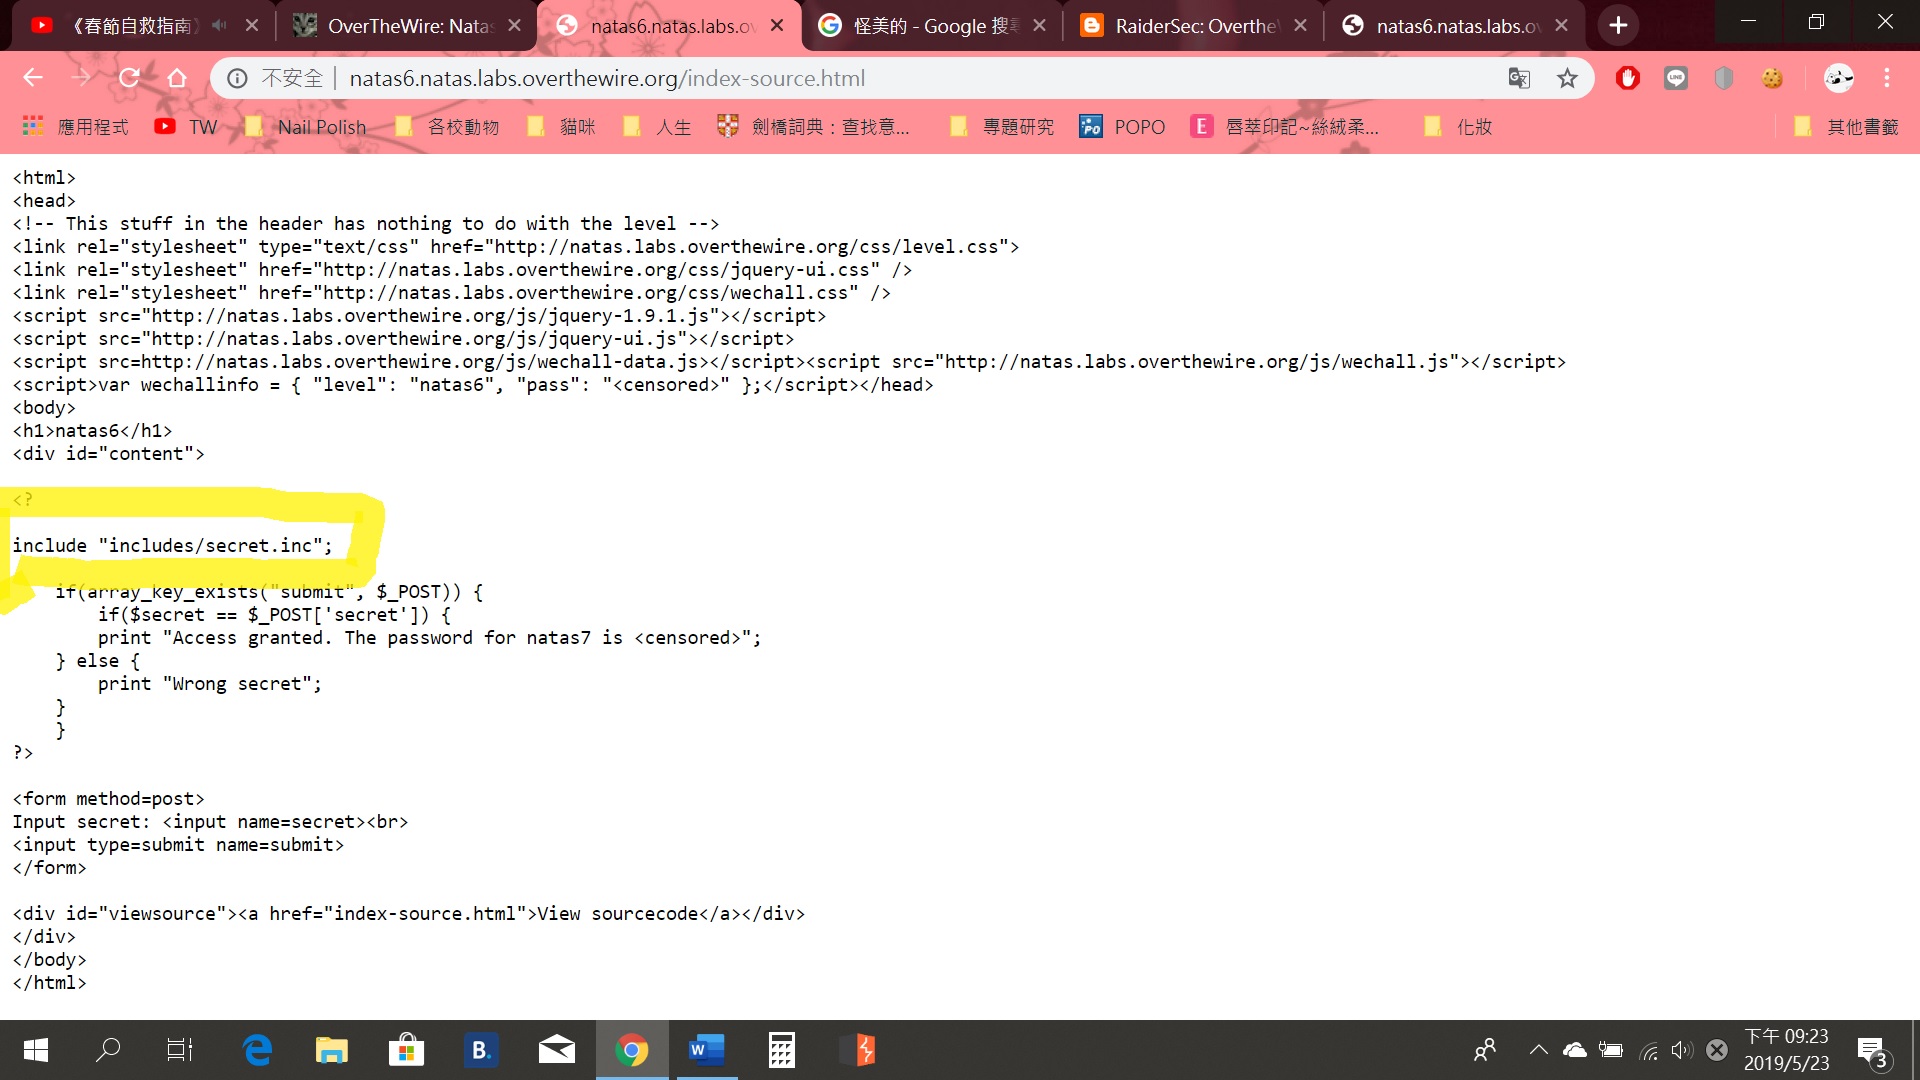 《春節自救指南》
OverTheWire: Natas
natas6.natas.labs.ov
怪美的 - Google 搜尋
RaiderSec: Overthe
natas6.natas.labs.ov
不安全 | natas6.natas.labs.overthewire.org/index-source.html
應用程式 TW Nail Polish 各校動物 貓咪 人生 劍橋詞典：查找意... 專題研究 POPO 唇萃印記~絲絨柔... 化妝 其他書籤
<html>
<head>
<!-- This stuff in the header has nothing to do with the level -->
<link rel="stylesheet" type="text/css" href="http://natas.labs.overthewire.org/css/level.css">
<link rel="stylesheet" href="http://natas.labs.overthewire.org/css/jquery-ui.css" />
<link rel="stylesheet" href="http://natas.labs.overthewire.org/css/wechall.css" />
<script src="http://natas.labs.overthewire.org/js/jquery-1.9.1.js"></script>
<script src="http://natas.labs.overthewire.org/js/jquery-ui.js"></script>
<script src=http://natas.labs.overthewire.org/js/wechall-data.js></script><script src="http://natas.labs.overthewire.org/js/wechall.js"></script>
<script>var wechallinfo = { "level": "natas6", "pass": "<censored>" };</script></head>
<body>
<h1>natas6</h1>
<div id="content">
<?
include "includes/secret.inc";
if(array_key_exists("submit", $_POST)) {
if($secret == $_POST['secret']) {
print "Access granted. The password for natas7 is <censored>";
} else {
print "Wrong secret";
}
}
?>
<form method=post>
Input secret: <input name=secret><br>
<input type=submit name=submit>
</form>
<div id="viewsource"><a href="index-source.html">View sourcecode</a></div>
</div>
</body>
</html>
下午 09:23
2019/5/23
3